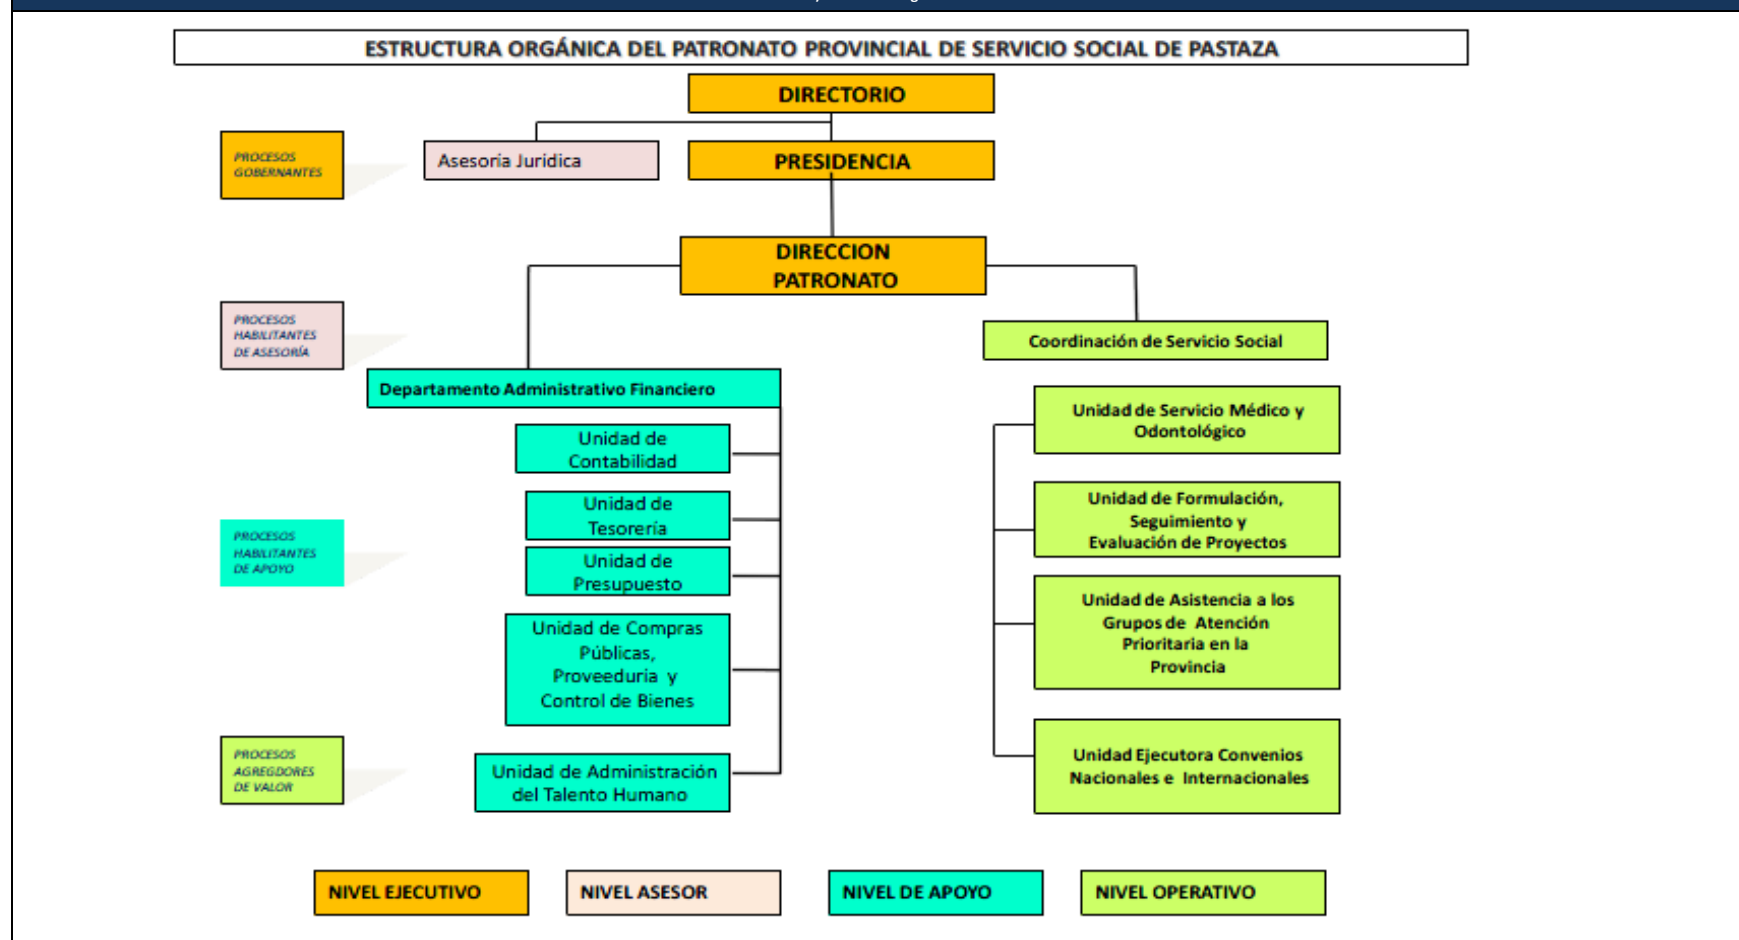 ESTRUCTURA ORGÁNICA DEL PATRONATO PROVINCIAL DE SERVICIO SOCIAL DE PASTAZA
DIRECTORIO
PROCESOS
GOBERNANTES
Asesoria Juridica
PRESIDENCIA
DIRECCION
PATRONATO
PROCESOS
HABILITANTES
DE ASESORÍA
Coordinación de Servicio Social
Departamento Administrativo Financiero
Unidad de
Contabilidad
Unidad de
Tesorería
Unidad de
Presupuesto
Unidad de Compras
Públicas,
Proveeduría y
Control de Bienes
Unidad de Administración
del Talento Humano
Unidad de Servicio Médico y
Odontológico
Unidad de Formulación,
Seguimiento y
Evaluación de Proyectos
Unidad de Asistencia a los
Grupos de Atención
Prioritaria en la
Provincia
Unidad Ejecutora Convenios
Nacionales e Internacionales
PROCESOS
HABILITANTES
DE APOYO
PROCESOS
AGREGDORES
DE VALOR
NIVEL EJECUTIVO
NIVEL ASESOR
NIVEL DE APOYO
NIVEL OPERATIVO